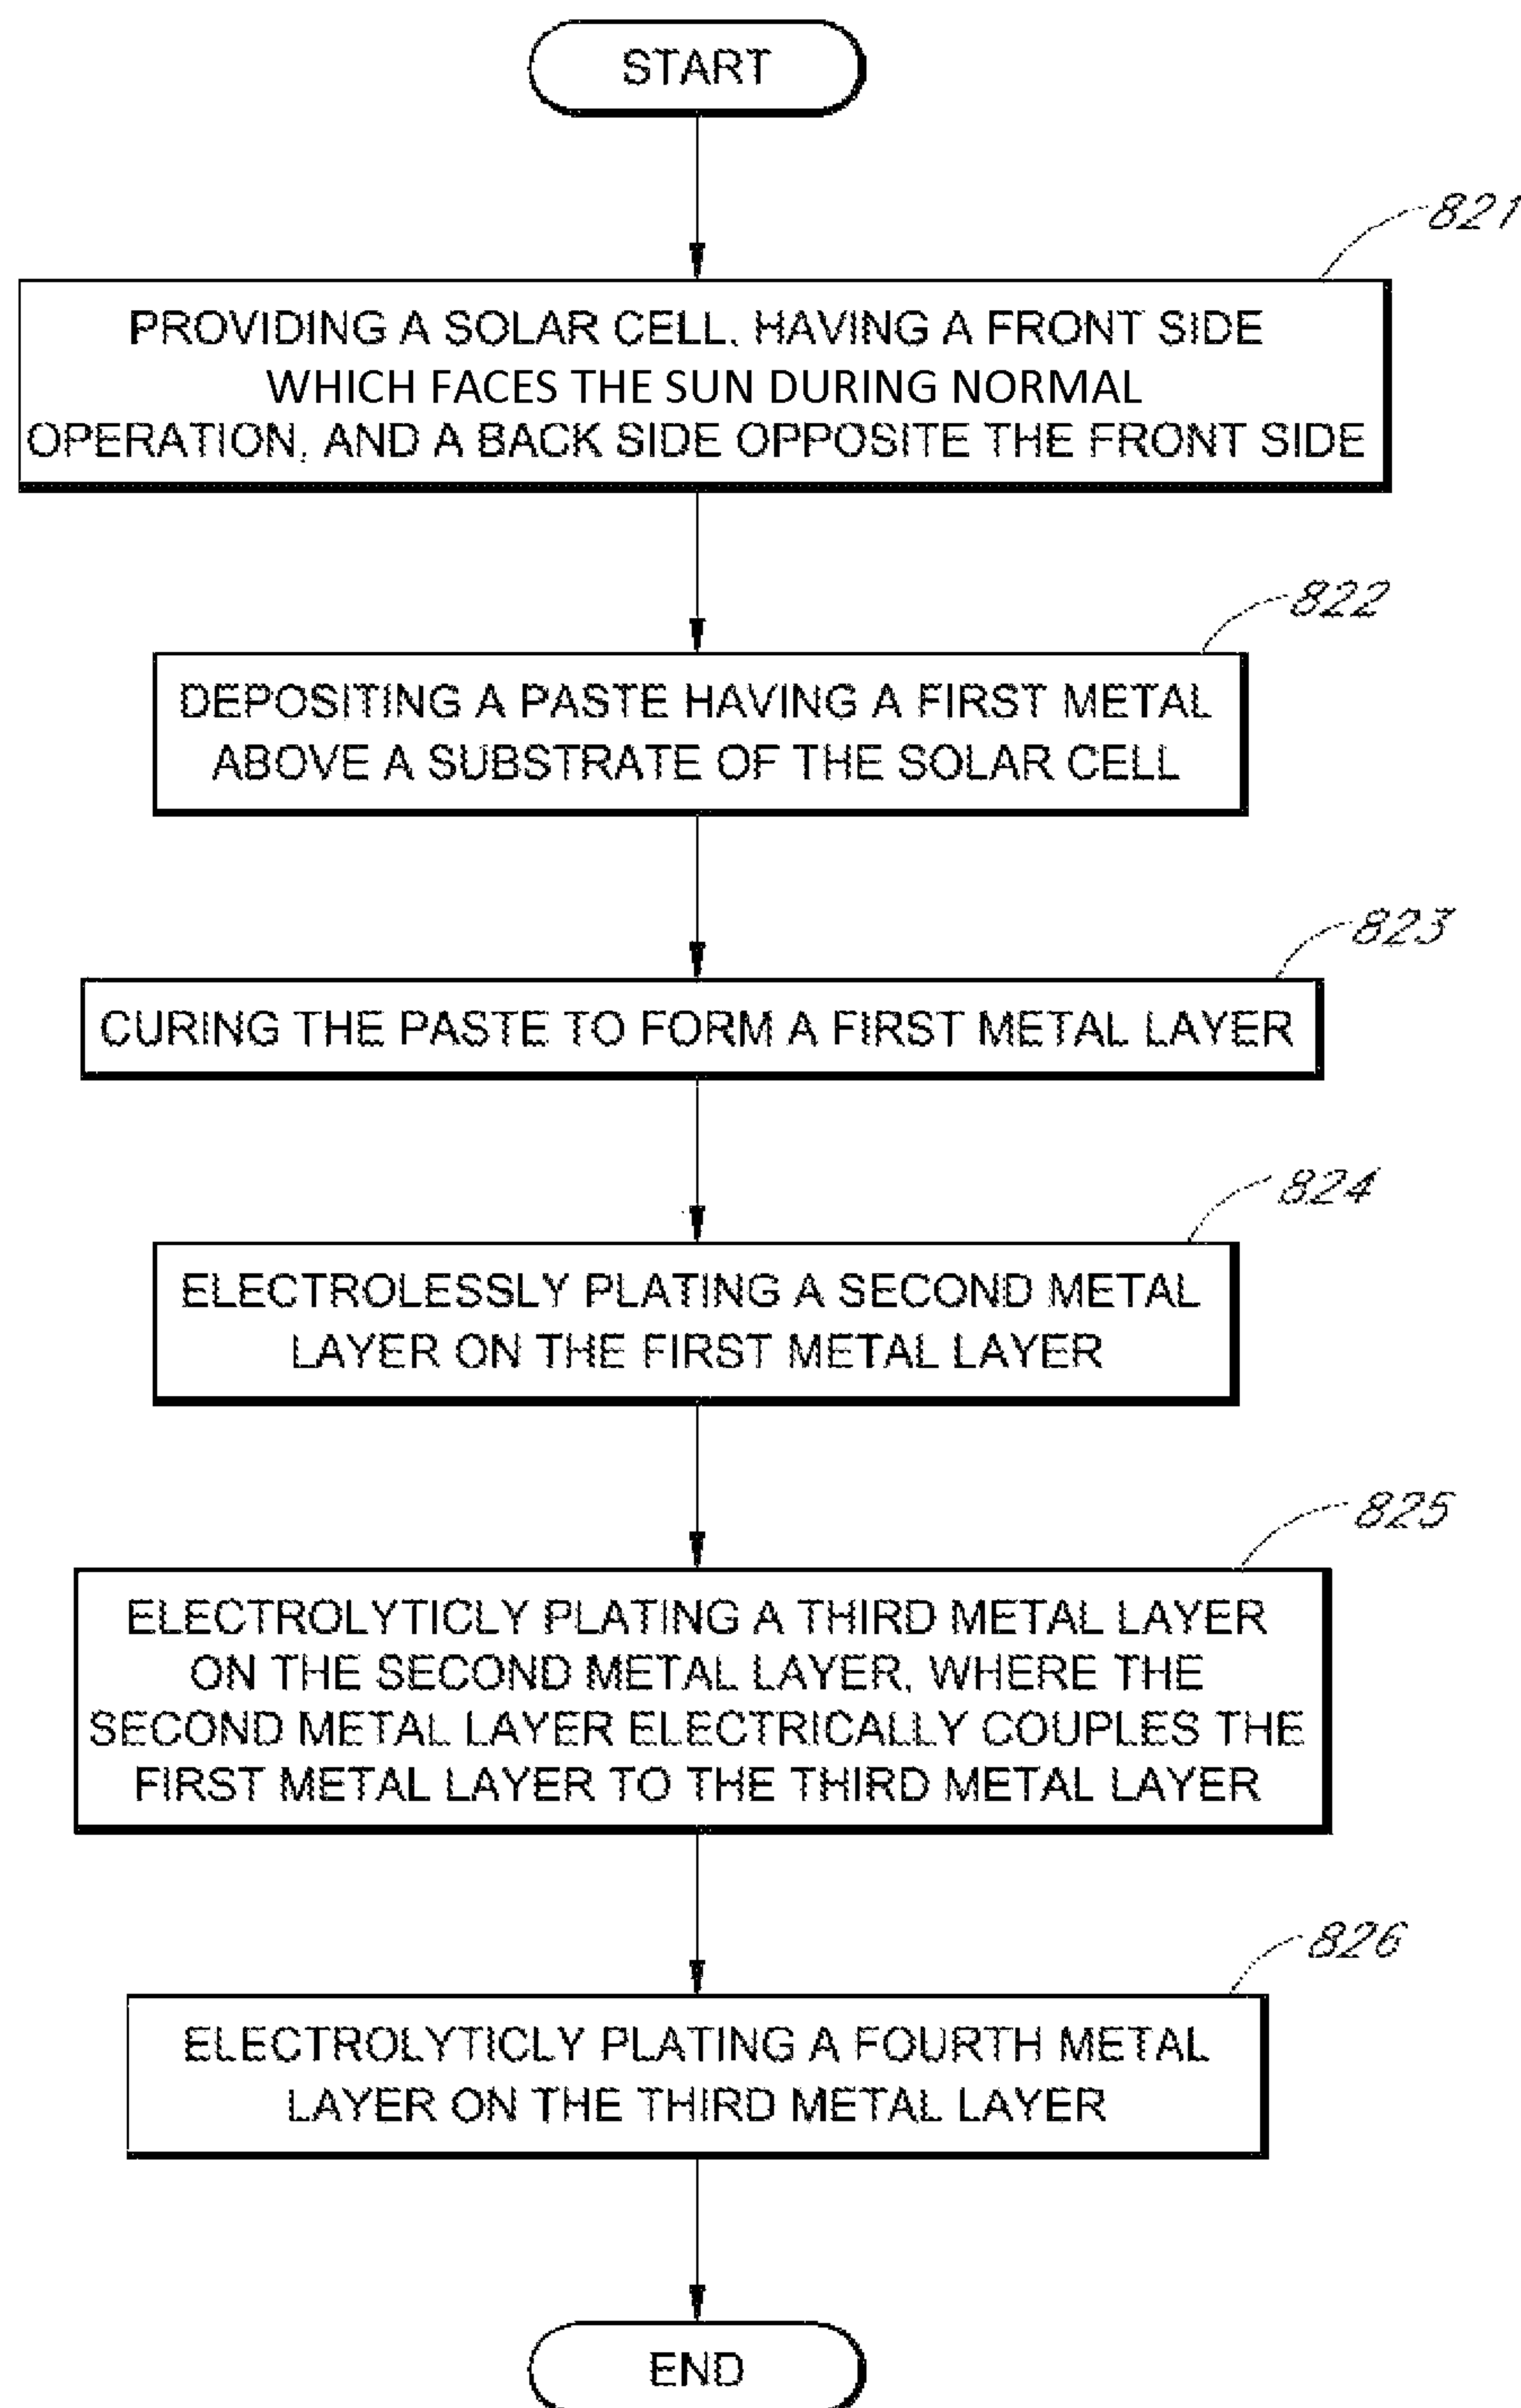 START
821
PROVIDING A SOLAR CELL, HAVING A FRONT SIDE
WHICH FACES THE SUN DURING NORMAL
OPERATION, AND A BACK SIDE OPPOSITE THE FRONT SIDE
822
DEPOSITING A PASTE HAVING A FIRST METAL
ABOVE A SUBSTRATE OF THE SOLAR CELL
823
CURING THE PASTE TO FORM A FIRST METAL LAYER
824
ELECTROLESSLY PLATING A SECOND METAL
LAYER ON THE FIRST METAL LAYER
825
ELECTROLYTICLY PLATING A THIRD METAL LAYER
ON THE SECOND METAL LAYER, WHERE THE
SECOND METAL LAYER ELECTRICALLY COUPLES THE
FIRST METAL LAYER TO THE THIRD METAL LAYER
826
ELECTROLYTICLY PLATING A FOURTH METAL
LAYER ON THE THIRD METAL LAYER
END